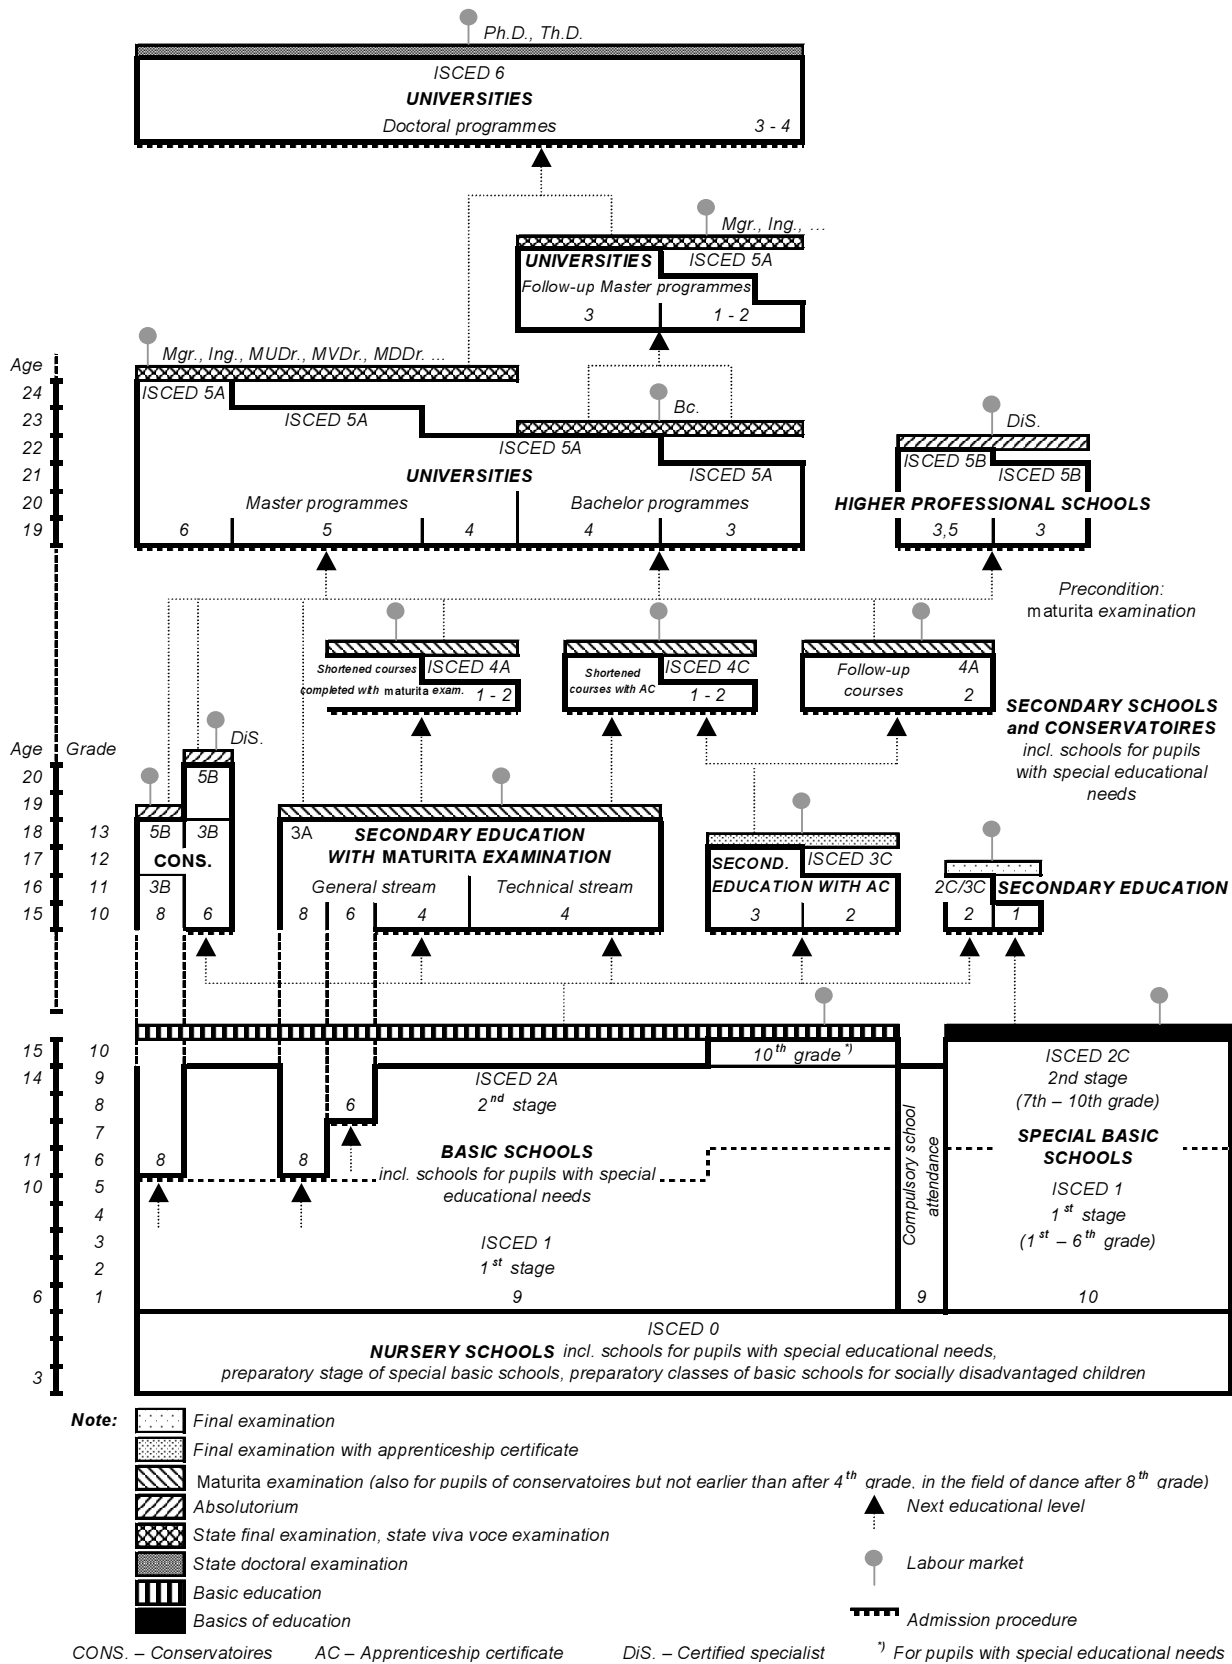 Ph.D., Th.D.
ISCED 6
UNIVERSITIES
Doctoral programmes 3 - 4
Mgr., Ing., …
UNIVERSITIES ISCED 5A
Follow-up Master programmes
3 1 - 2
Mgr., Ing., MUDr., MVDr., MDDr. ...
Age
24 ISCED 5A
23 ISCED 5A Bc. DiS.
22 ISCED 5A ISCED 5B
21 UNIVERSITIES ISCED 5A ISCED 5B
20 Master programmes Bachelor programmes HIGHER PROFESSIONAL SCHOOLS
19 6 5 4 4 3 3,5 3
Precondition:
maturita examination
Shortened courses ISCED 4A
completed with maturita exam.
1 - 2
Shortened ISCED 4C
courses with AC 1 - 2
Follow-up 4A
courses 2
SECONDARY SCHOOLS
and CONSERVATOIRES
incl. schools for pupils
with special educational
needs
DiS.
Age Grade
20 5B
19
18 13 5B 3B 3A SECONDARY EDUCATION
17 12 CONS. WITH MATURITA EXAMINATION SECOND. ISCED 3C
16 11 3B General stream Technical stream EDUCATION WITH AC 2C/3C SECONDARY EDUCATION
15 10 8 6 8 6 4 4 3 2 2 1
15 10 10th grade *) ISCED 2C
14 9 ISCED 2A 2nd stage
8 6 2nd stage (7th – 10th grade)
7
BASIC SCHOOLS SPECIAL BASIC
11 6 8 8 incl. schools for pupils with special SCHOOLS
10 5 educational needs ISCED 1
4 1st stage
3 ISCED 1 (1st – 6th grade)
2 1st stage
Compulsory school
attendance
6 1 9 9 10
ISCED 0
NURSERY SCHOOLS incl. schools for pupils with special educational needs,
3 preparatory stage of special basic schools, preparatory classes of basic schools for socially disadvantaged children
Note: Final examination
Final examination with apprenticeship certificate
Maturita examination (also for pupils of conservatoires but not earlier than after 4th grade, in the field of dance after 8th grade)
Absolutorium Next educational level
State final examination, state viva voce examination
State doctoral examination Labour market
Basic education
Basics of education Admission procedure
CONS. – Conservatoires AC – Apprenticeship certificate DiS. – Certified specialist *) For pupils with special educational needs